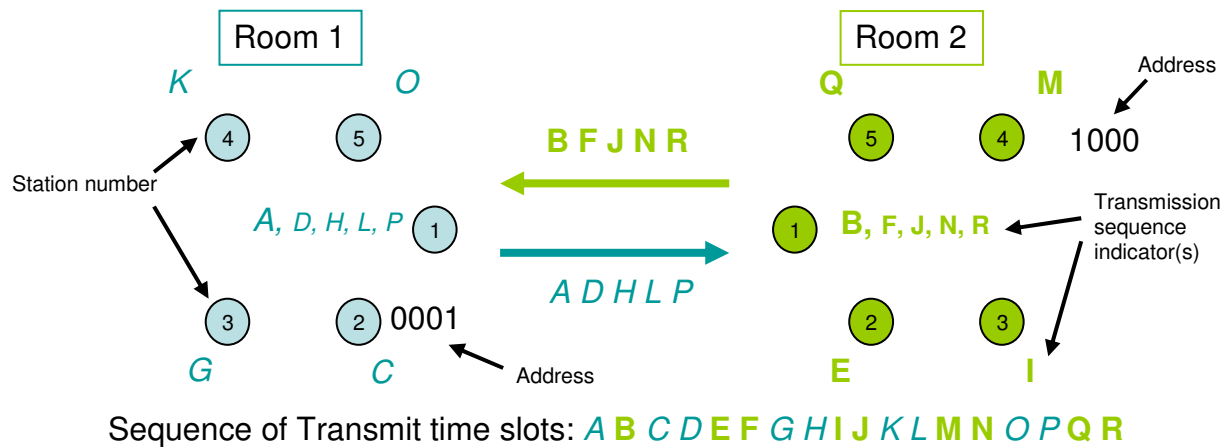 Room 1
Room 2
K
O
Q
M
Address
4
5
5
4
1000
B F J N R
Station number
A, D, H, L, P
1
1
B, F, J, N, R
Transmission
sequence
indicator(s)
A D H L P
3
2
0001
2
3
G
C
Address
E
I
Sequence of Transmit time slots: A B C D E F G H I J K L M N O P Q R